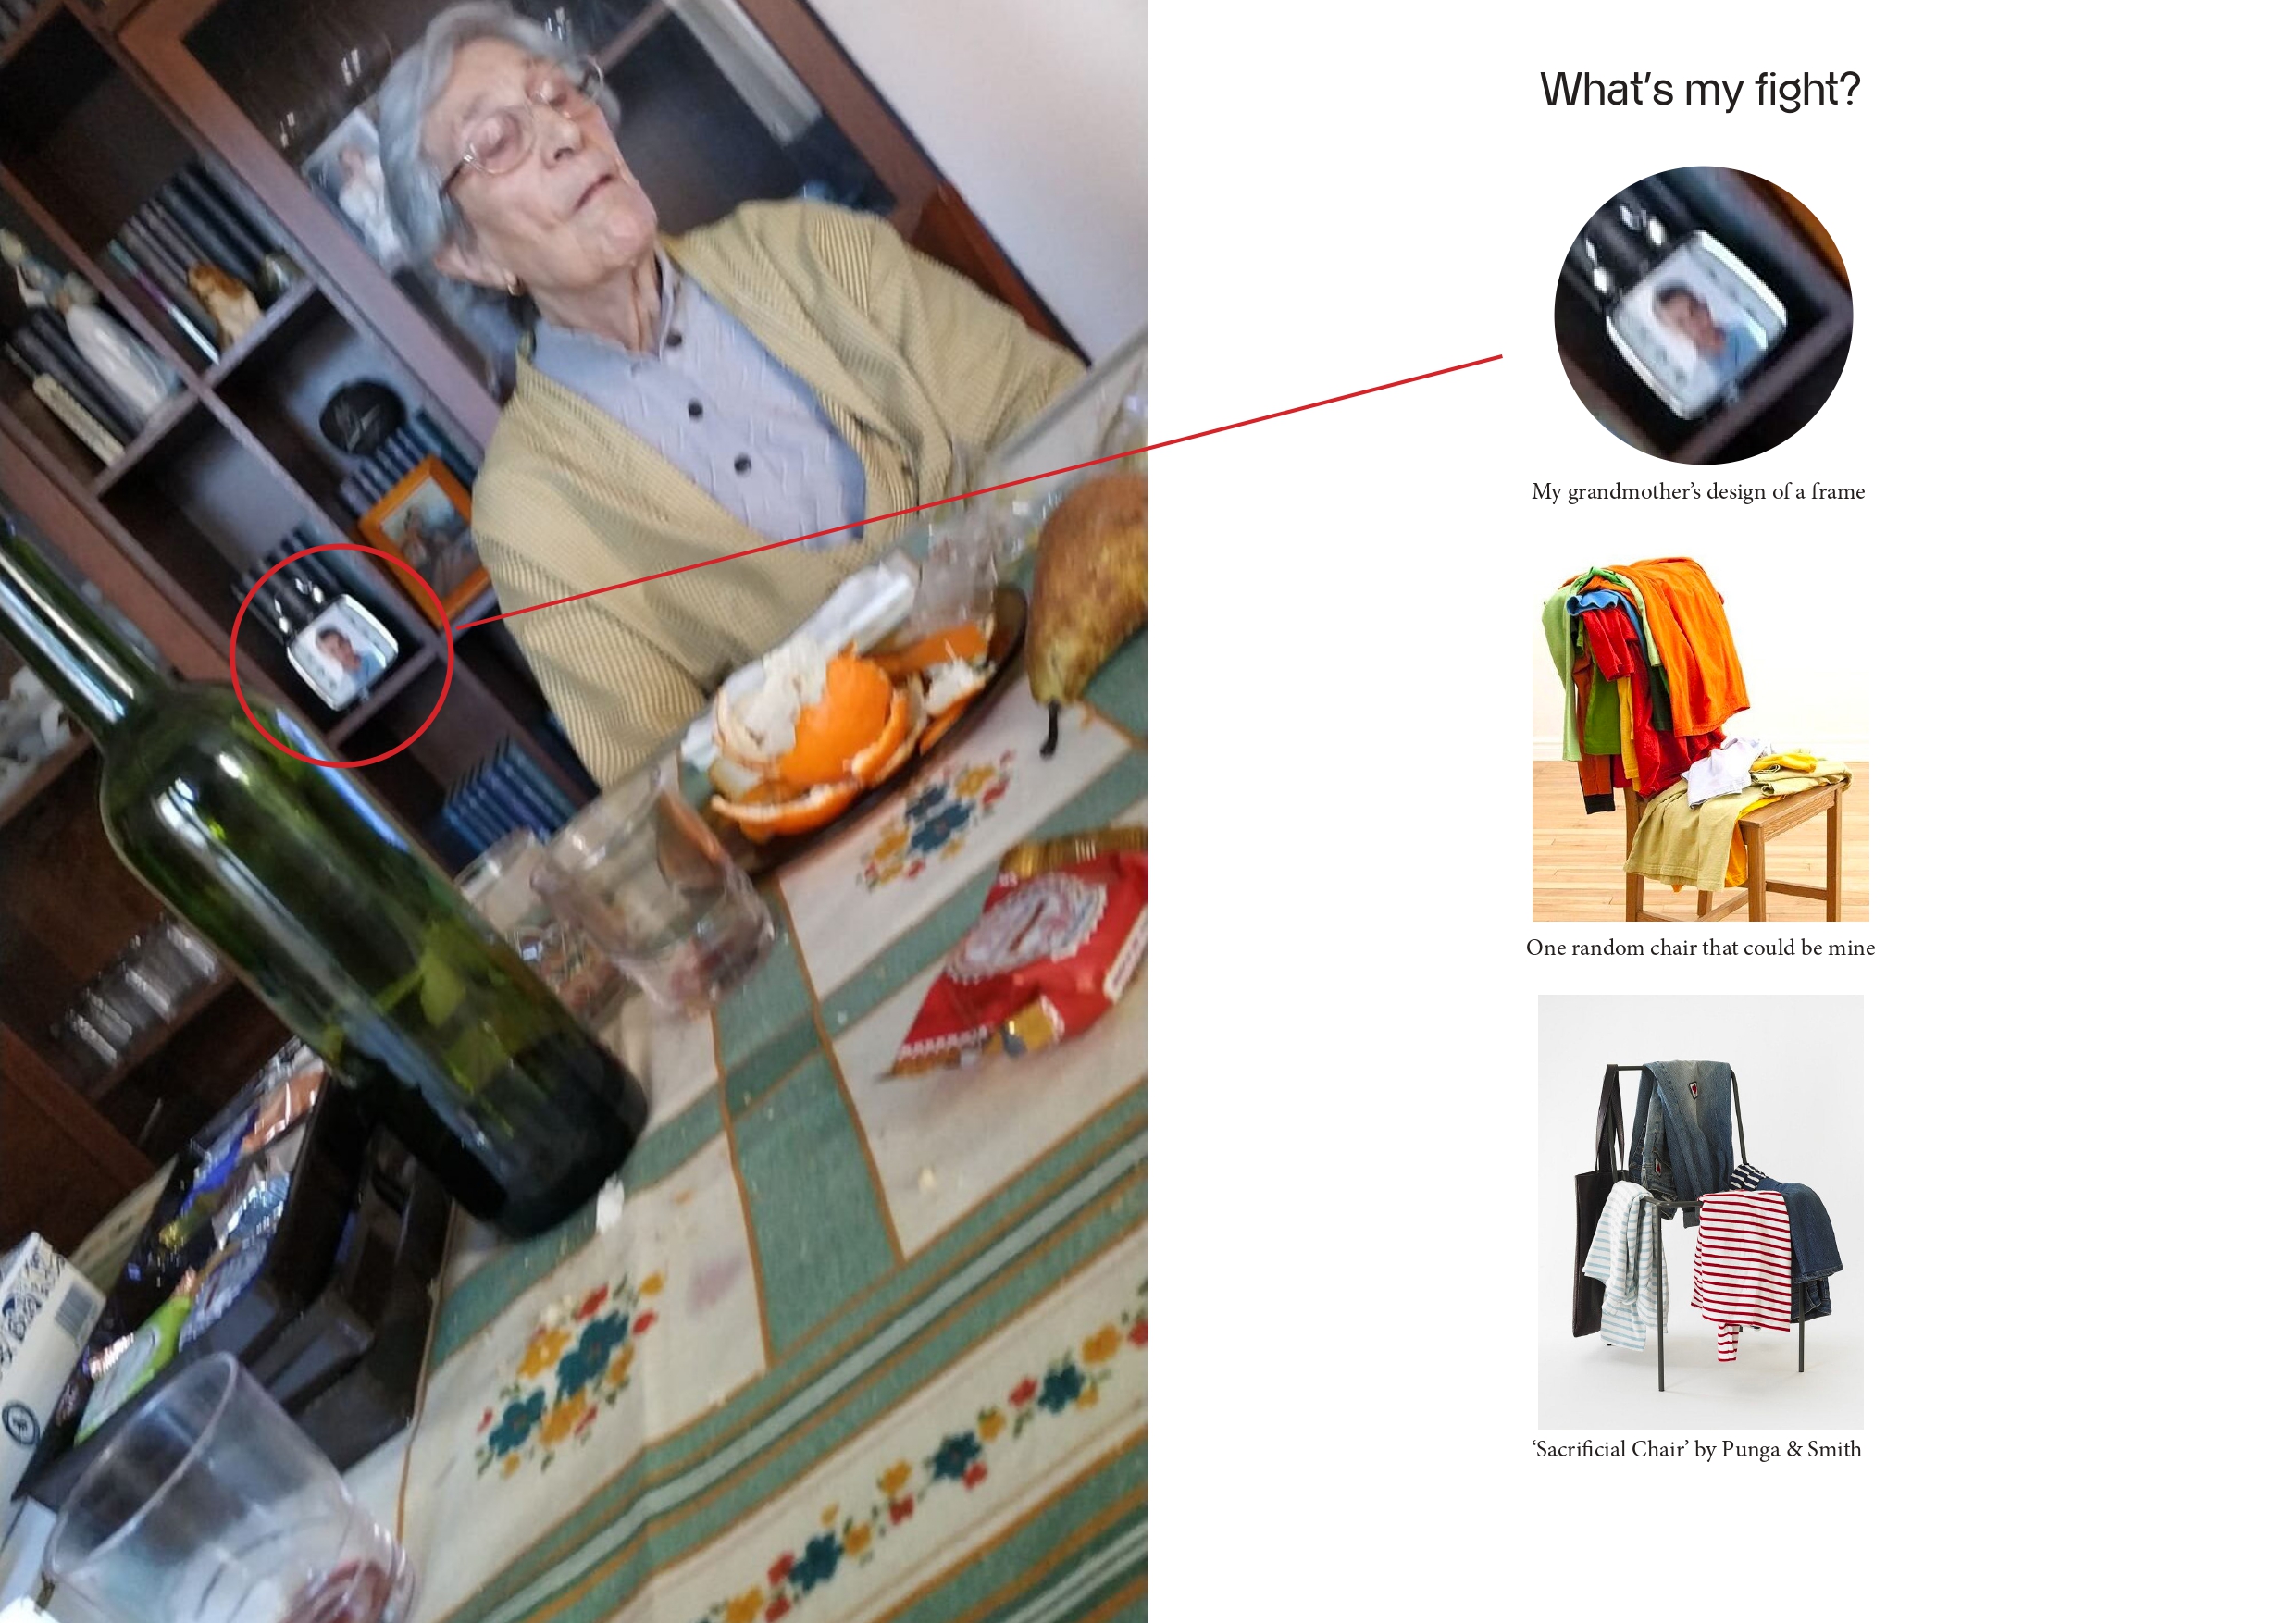 What's my fight?
My grandmother's design of a frame
One random chair that could be mine
‘Sacrificial Chair’ by Punga & Smith